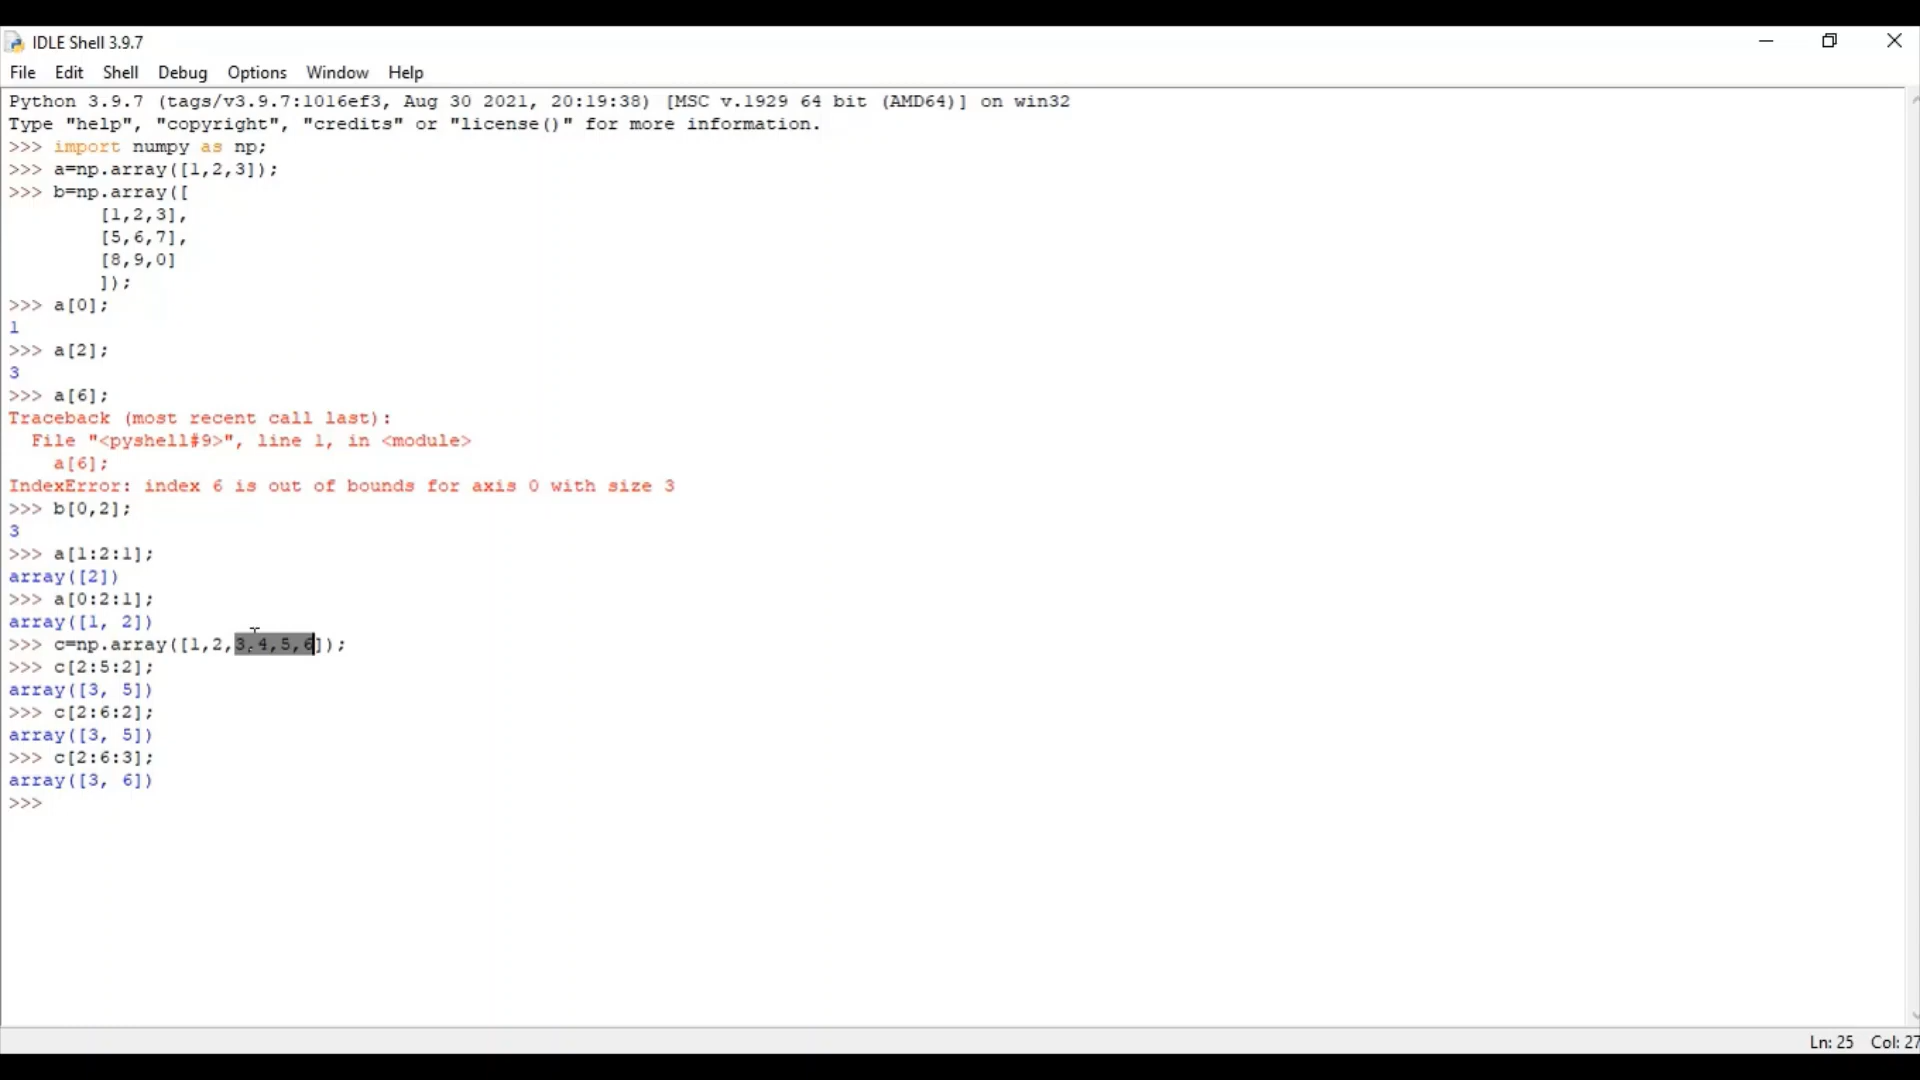 IDLE Shell 3.9.7
File Edit Shell Debug Options Window Help
Python 3.9.7 (tags/v3.9.7:1016ef3, Aug 30 2021, 20:19:38) [MSC v.1929 64 bit (AMD64)] on win32
Type "help", "copyright", "credits" or "license()" for more information.
>>> import numpy as np;
>>> a=np.array([1,2,3]);
>>> b=np.array([
[1,2,3],
[5,6,7],
[8,9,0]
]);
>>> a[0];
1
>>> a[2];
3
>>> a[6];
Traceback (most recent call last):
File "<pyshell#9>", line 1, in <module>
a[6];
IndexError: index 6 is out of bounds for axis 0 with size 3
>>> b[0,2];
3
>>> a[1:2:1];
array([2])
>>> a[0:2:1];
array([1, 2])
>>> c=np.array([1,2,3,4,5,6]);
>>> c[2:5:2];
array([3, 5])
>>> c[2:6:2];
array([3, 5])
>>> c[2:6:3];
array([3, 6])
>>>
Ln: 25 Col: 27